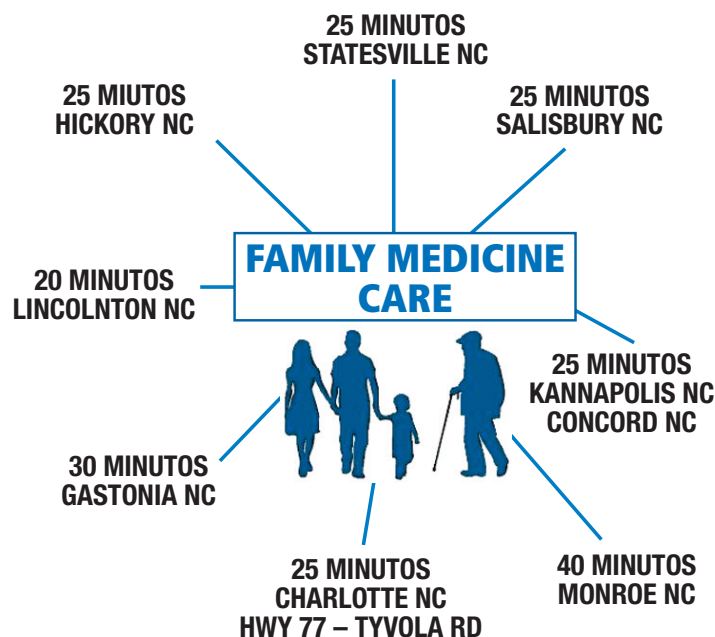 25 MINUTOS
STATESVILLE NC
25 MIUTOS
HICKORY NC
25 MINUTOS
SALISBURY NC
FAMILY MEDICINE
CARE
20 MINUTOS
LINCOLNTON NC
25 MINUTOS
KANNAPOLIS NC
CONCORD NC
30 MINUTOS
GASTONIA NC
25 MINUTOS
CHARLOTTE NC
HWY 77 – TYVOLA RD
40 MINUTOS
MONROE NC